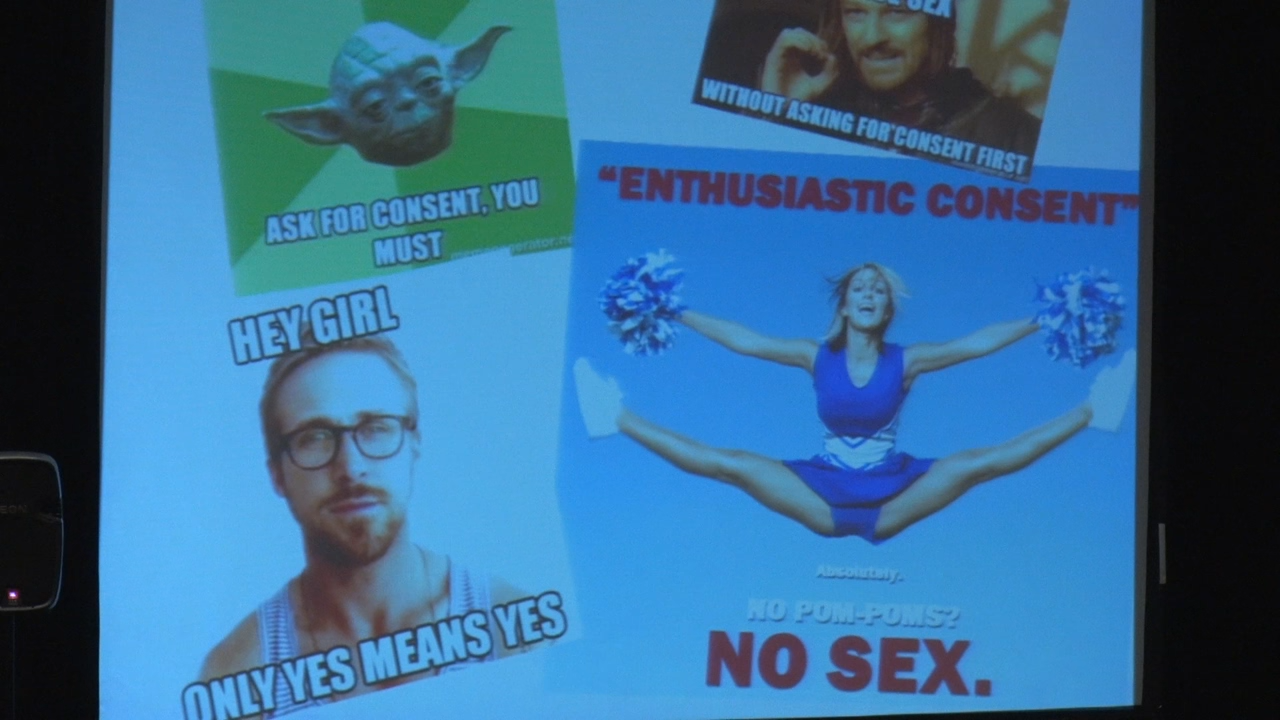 SEX
WITHOUT ASKING FOR CONSENT FIRST
ASK FOR CONSENT, YOU
MUST
"ENTHUSIASTIC CONSENT"
HEY GIRL
ONLY YES MEANS YES
Absolutely.
NO POM-POMS?
NO SEX.